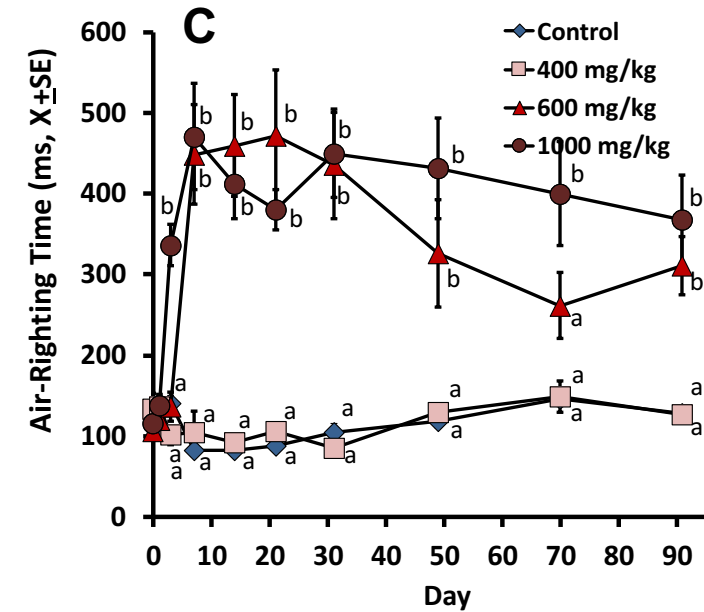 C
Control
400 mg/kg
600 mg/kg
1000 mg/kg
Air-Righting Time (ms, X±SE)
600
500
400
300
200
100
0
b b b b b b b
b b b b b b
b a b
a a a a a a a a
a a a a a a
0 10 20 30 40 50 60 70 80 90
Day